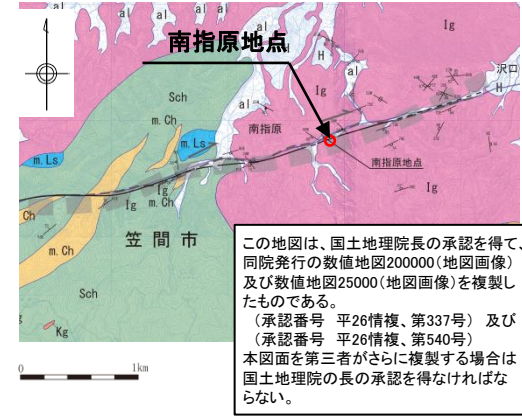 al
al
al
al
Ig
南指原地点
H
H
al
沢口
H
Sch
Ig
m. Ch
南指原
m. Ls
m. Ls
南指原地点
Ig
Ig
Ig
m. Ch
Ch
笠間市
m. Ch
Sch
Kg
0 1km
この地図は、国土地理院長の承認を得て、
同院発行の数値地図200000(地図画像)
及び数値地図25000(地図画像)を複製し
たものである。
(承認番号 平26情複、第337号) 及び
(承認番号 平26情複、第540号)
本図面を第三者がさらに複製する場合は
国土地理院の長の承認を得なければな
らない。